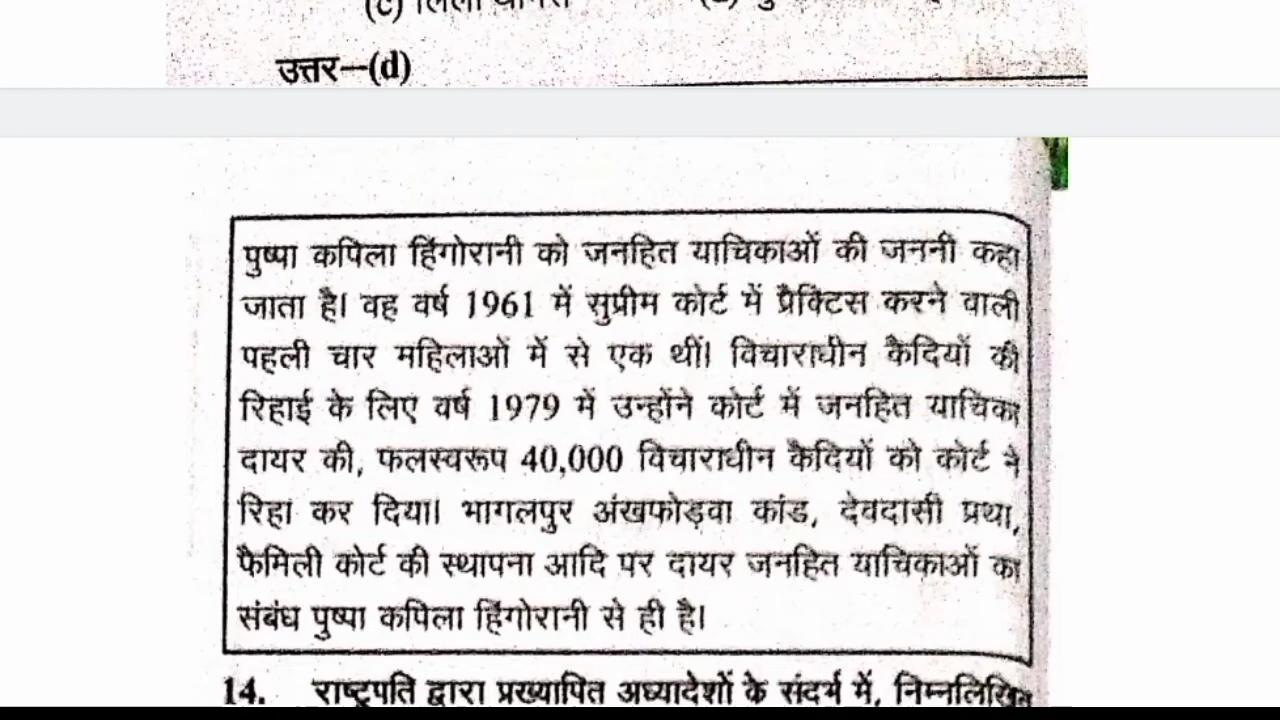 (c)
उत्तर—(d)
पुष्पा कपिला हिंगोरानी को जनहित याचिकाओं की जननी कहा
जाता है। वह वर्ष 1961 में सुप्रीम कोर्ट में प्रैक्टिस करने वाली
पहली चार महिलाओं में से एक थीं। विचाराधीन कैदियों की
रिहाई के लिए वर्ष 1979 में उन्होंने कोर्ट में जनहित याचिका
दायर की, फलस्वरूप 40,000 विचाराधीन कैदियों को कोर्ट ने
रिहा कर दिया। भागलपुर अंखफोड़वा कांड, देवदासी प्रथा,
फैमिली कोर्ट की स्थापना आदि पर दायर जनहित याचिकाओं का
संबंध पुष्पा कपिला हिंगोरानी से ही है।
14. राष्ट्रपति द्वारा प्रख्यापित अध्यादेशों के संदर्भ में, निम्नलिखित